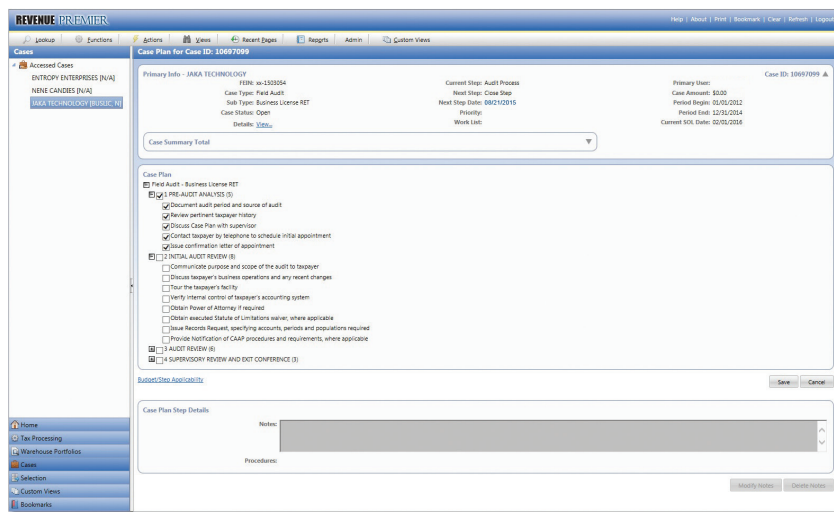 REVENUE PREMIER
Help | About | Print | Bookmark | Clear | Refresh | Logout
Lookup Functions Actions Views Recent Pages Reports Admin Custom Views
Cases
Case Plan for Case ID: 10697099
Accessed Cases
ENTROPY ENTERPRISES [N/A]
NENE CANDIES [N/A]
JAKA TECHNOLOGY [BUSLIC, N]
Primary Info - JAKA TECHNOLOGY
Case ID: 10697099
FEIN: xx-1503054 Current Step: Audit Process Primary User:
Case Type: Field Audit Next Step: Close Step Case Amount: $0.00
Sub Type: Business License RET Next Step Date: 08/21/2015 Period Begin: 01/01/2012
Case Status: Open Priority: Period End: 12/31/2014
Details: View... Work List: Current SOL Date: 02/01/2016
Case Summary Total
Case Plan
Field Audit - Business License RET
1 PRE-AUDIT ANALYSIS (5)
Document audit period and source of audit
Review pertinent taxpayer history
Discuss Case Plan with supervisor
Contact taxpayer by telephone to schedule initial appointment
Issue confirmation letter of appointment
2 INITIAL AUDIT REVIEW (8)
Communicate purpose and scope of the audit to taxpayer
Discuss taxpayer's business operations and any recent changes
Tour the taxpayer's facility
Verify internal control of taxpayer's accounting system
Obtain Power of Attorney if required
Obtain executed Statute of Limitations waiver, where applicable
Issue Records Request, specifying accounts, periods and populations required
Provide Notification of CAAP procedures and requirements, where applicable
3 AUDIT REVIEW (6)
4 SUPERVISORY REVIEW AND EXIT CONFERENCE (3)
Budget/Step Applicability
Save Cancel
Case Plan Step Details
Notes:
Procedures:
Modify Notes Delete Notes
Home
Tax Processing
Warehouse Portfolios
Cases
Selection
Custom Views
Bookmarks